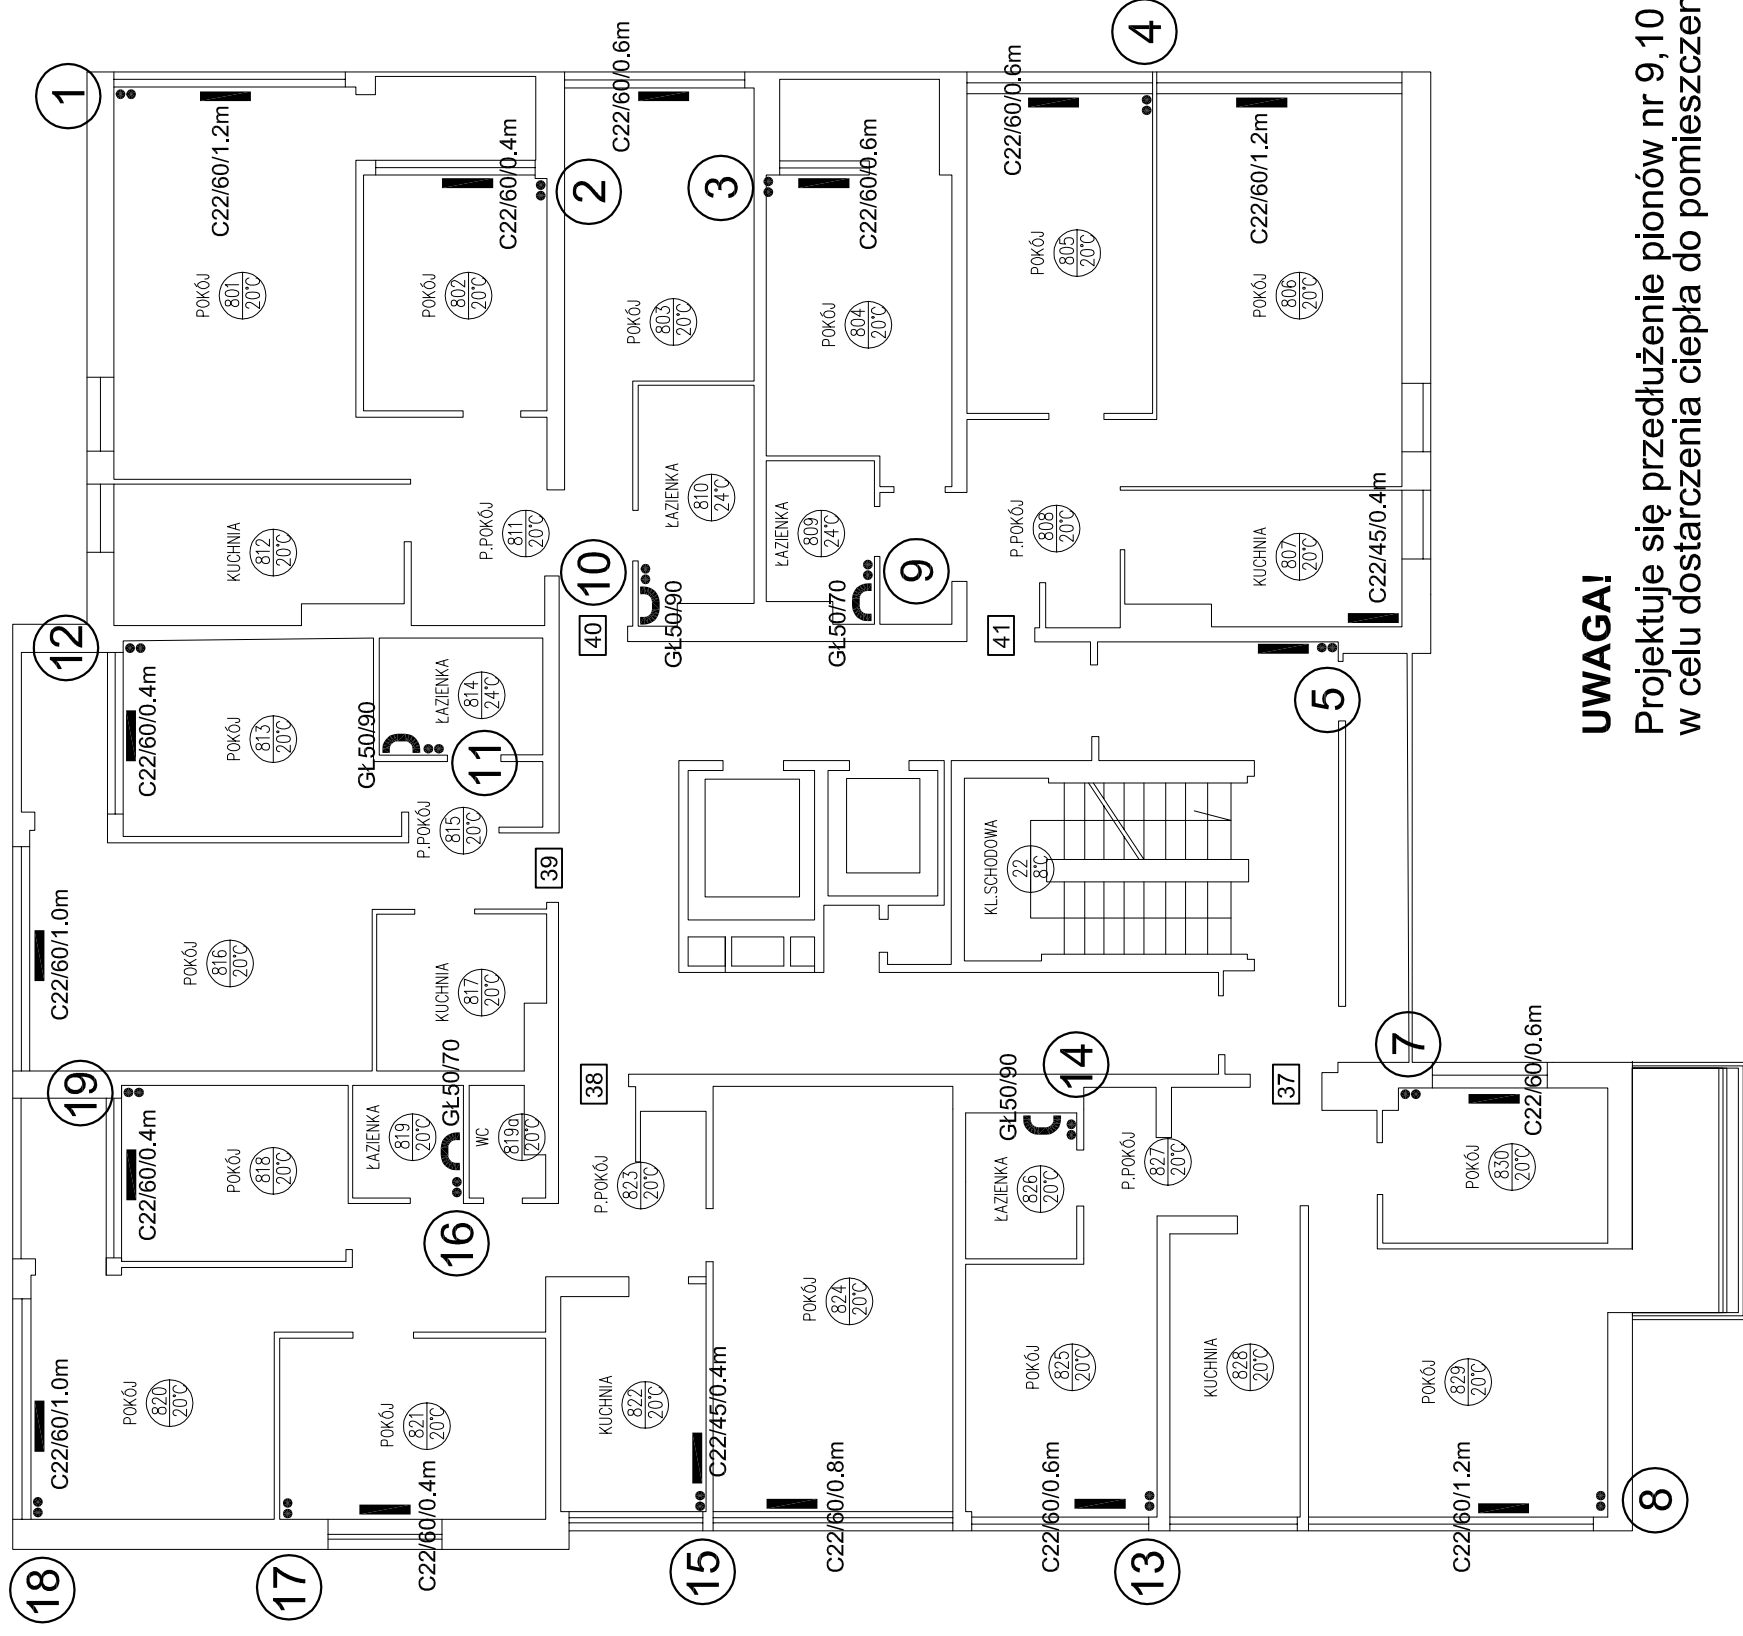 18
17
15
13
8
C22/60/1.0m
POKÓJ
820
20°C
POKÓJ
821
20°C
C22/60/0.4m
KUCHNIA
822
20°C
C22/45/0.4m
POKÓJ
824
20°C
C22/60/0.8m
POKÓJ
825
20°C
C22/60/0.6m
KUCHNIA
828
20°C
POKÓJ
829
20°C
C22/60/1.2m
19
C22/60/0.4m
POKÓJ
818
20°C
ŁAZIENKA
819
20°C
GŁ50/70
16
WC
819a
20°C
P.POKÓJ
823
20°C
38
ŁAZIENKA
826
20°C
GŁ50/90
14
P.POKÓJ
827
20°C
37
7
POKÓJ
830
20°C
C22/60/0.6m
C22/60/1.0m
POKÓJ
816
20°C
KUCHNIA
817
20°C
39
KL.SCHODOWA
22
8°C
12
C22/60/0.4m
POKÓJ
813
20°C
GŁ50/90
ŁAZIENKA
814
24°C
11
P.POKÓJ
815
20°C
40
41
5
KUCHNIA
812
20°C
P.POKÓJ
811
20°C
10
GŁ50/90
ŁAZIENKA
810
24°C
ŁAZIENKA
809
24°C
GŁ50/70
9
P.POKÓJ
808
20°C
KUCHNIA
807
20°C
C22/45/0.4m
1
POKÓJ
801
20°C
C22/60/1.2m
POKÓJ
802
20°C
C22/60/0.4m
2
POKÓJ
803
20°C
C22/60/0.6m
3
POKÓJ
804
20°C
C22/60/0.6m
POKÓJ
805
20°C
C22/60/0.6m
4
POKÓJ
806
20°C
C22/60/1.2m
UWAGA!
Projektuje się przedłużenie pionów nr 9,10
w celu dostarczenia ciepła do